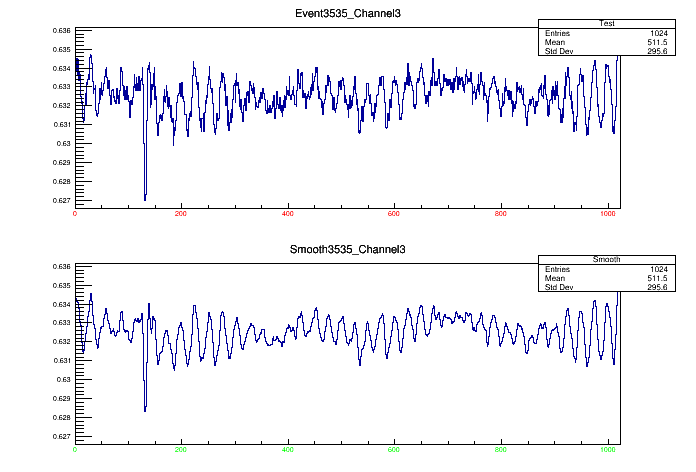 Event3535_Channel3
Test
Entries 1024
Mean 511.5
Std Dev 295.6
0.636
0.635
0.634
0.633
0.632
0.631
0.63
0.629
0.628
0.627
0 200 400 600 800 1000
Smooth3535_Channel3
Smooth
Entries 1024
Mean 511.5
Std Dev 295.6
0.636
0.635
0.634
0.633
0.632
0.631
0.63
0.629
0.628
0.627
0 200 400 600 800 1000